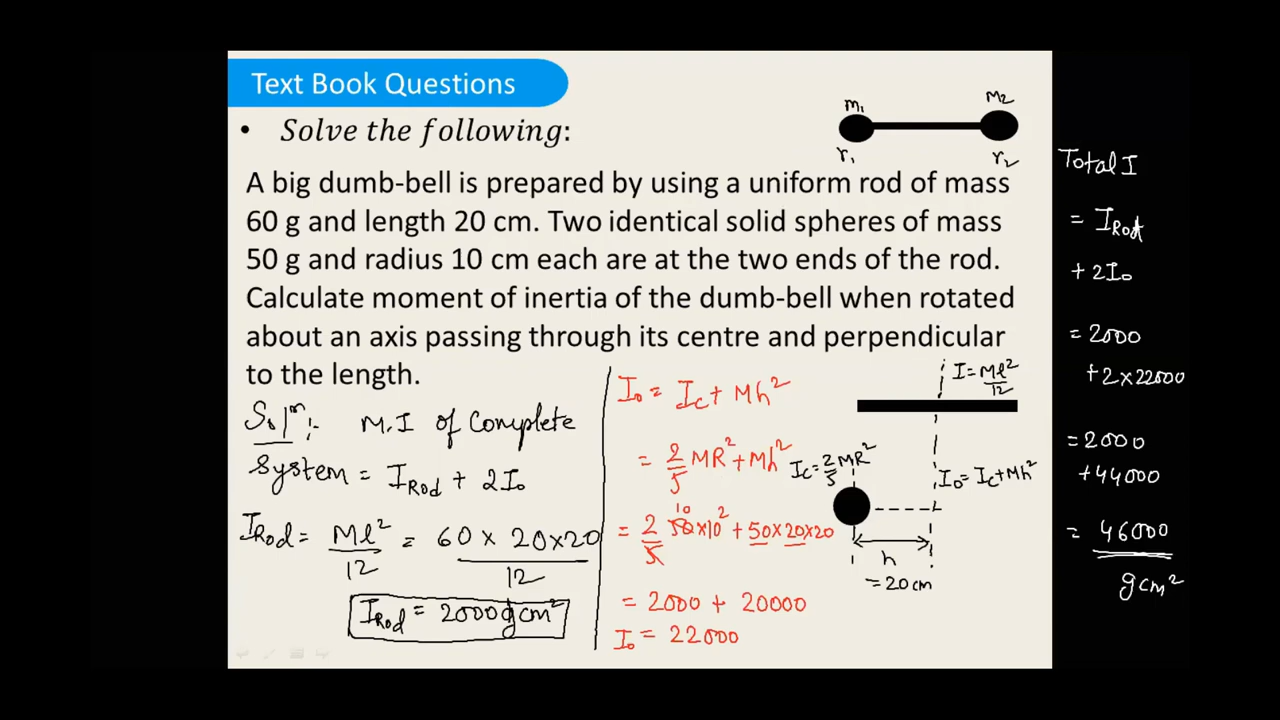 Text Book Questions
• Solve the following:
A big dumb-bell is prepared by using a uniform rod of mass
60 g and length 20 cm. Two identical solid spheres of mass
50 g and radius 10 cm each are at the two ends of the rod.
Calculate moment of inertia of the dumb-bell when rotated
about an axis passing through its centre and perpendicular
to the length.
m₁ M₂
r₁ r₂
Solⁿ:- M.I of Complete
System = I_Rod + 2I₀
I_Rod = Ml²/12 = 60 × 20×20/12
I_Rod = 2000 gcm²
I₀ = I_C + Mh²
= 2/5 MR² + Mh²
= 2/5 50×10² + 50×20×20
10
= 2000 + 20000
I₀ = 22000
I = Ml²/12
I_C = 2/5 MR²
I₀ = I_C + Mh²
h
= 20 cm
Total I
= I_Rod
+ 2I₀
= 2000
+ 2×22000
= 2000
+ 44000
= 46000
gcm²